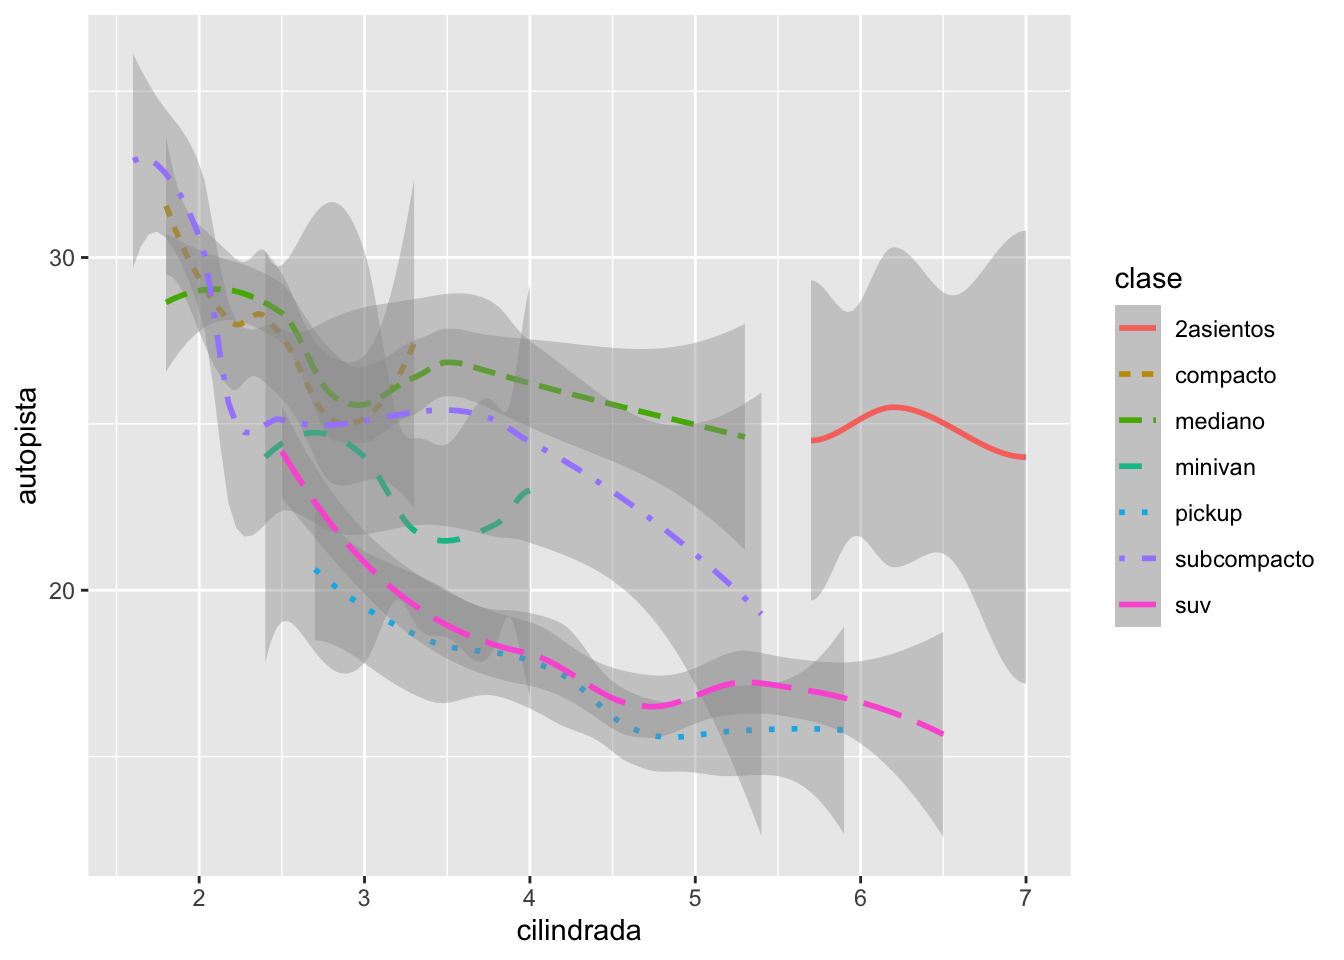 autopista
30
20
2 3 4 5 6 7
cilindrada
clase
2asientos
compacto
mediano
minivan
pickup
subcompacto
suv